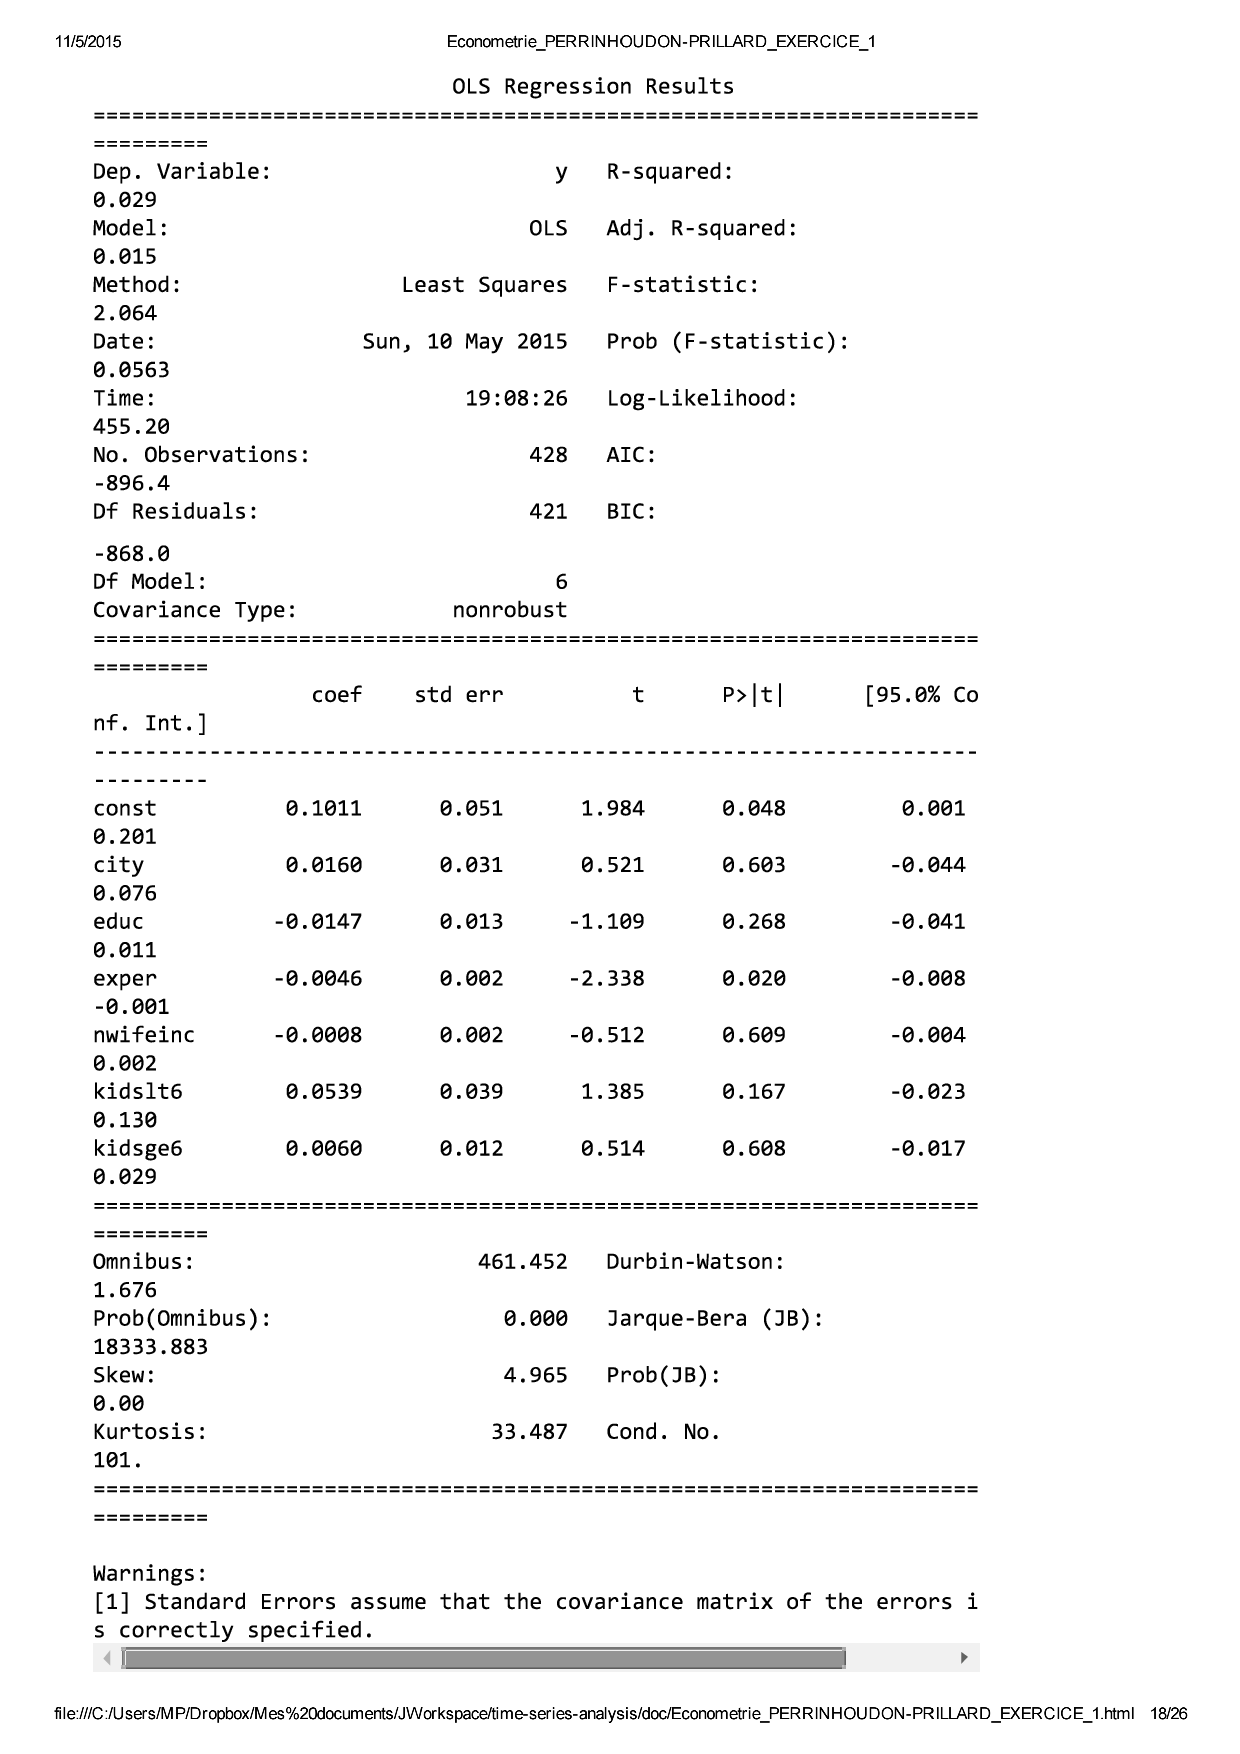 11/5/2015 Econometrie_PERRINHOUDON-PRILLARD_EXERCICE_1
OLS Regression Results
=====================================================================
=========
Dep. Variable: y R-squared:
0.029
Model: OLS Adj. R-squared:
0.015
Method: Least Squares F-statistic:
2.064
Date: Sun, 10 May 2015 Prob (F-statistic):
0.0563
Time: 19:08:26 Log-Likelihood:
455.20
No. Observations: 428 AIC:
-896.4
Df Residuals: 421 BIC:
-868.0
Df Model: 6
Covariance Type: nonrobust
=====================================================================
=========
coef std err t P>|t| [95.0% Co
nf. Int.]
---------------------------------------------------------------------
---------
const 0.1011 0.051 1.984 0.048 0.001
0.201
city 0.0160 0.031 0.521 0.603 -0.044
0.076
educ -0.0147 0.013 -1.109 0.268 -0.041
0.011
exper -0.0046 0.002 -2.338 0.020 -0.008
-0.001
nwifeinc -0.0008 0.002 -0.512 0.609 -0.004
0.002
kidslt6 0.0539 0.039 1.385 0.167 -0.023
0.130
kidsge6 0.0060 0.012 0.514 0.608 -0.017
0.029
=====================================================================
=========
Omnibus: 461.452 Durbin-Watson:
1.676
Prob(Omnibus): 0.000 Jarque-Bera (JB):
18333.883
Skew: 4.965 Prob(JB):
0.00
Kurtosis: 33.487 Cond. No.
101.
=====================================================================
=========
Warnings:
[1] Standard Errors assume that the covariance matrix of the errors i
s correctly specified.
file:///C:/Users/MP/Dropbox/Mes%20documents/JWorkspace/time-series-analysis/doc/Econometrie_PERRINHOUDON-PRILLARD_EXERCICE_1.html 18/26